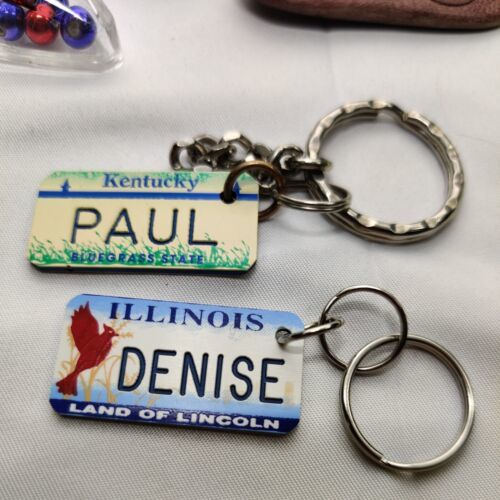 Kentucky
PAUL
BLUEGRASS STATE
ILLINOIS
DENISE
LAND OF LINCOLN